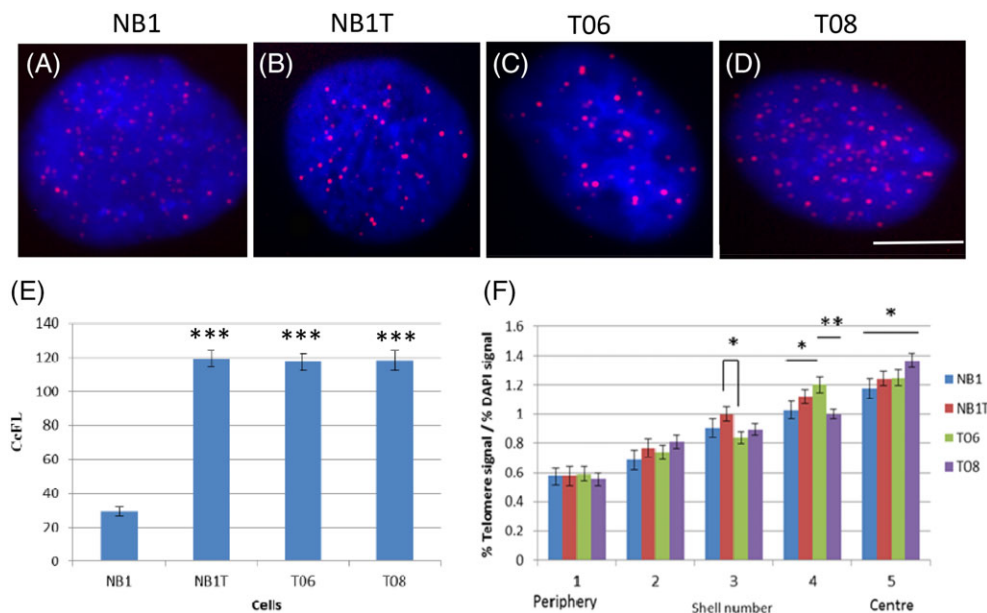 NB1 NB1T T06 T08
(A) (B) (C) (D)
(E)
140
120
100
80
60
40
20
0
CeFL
*** *** ***
NB1 NB1T T06 T08
Cells
(F)
1.6
1.4
1.2
1
0.8
0.6
0.4
0.2
0
% Telomere signal / % DAPI signal
* * ** *
NB1
NB1T
T06
T08
1 2 3 4 5
Periphery Shell number Centre